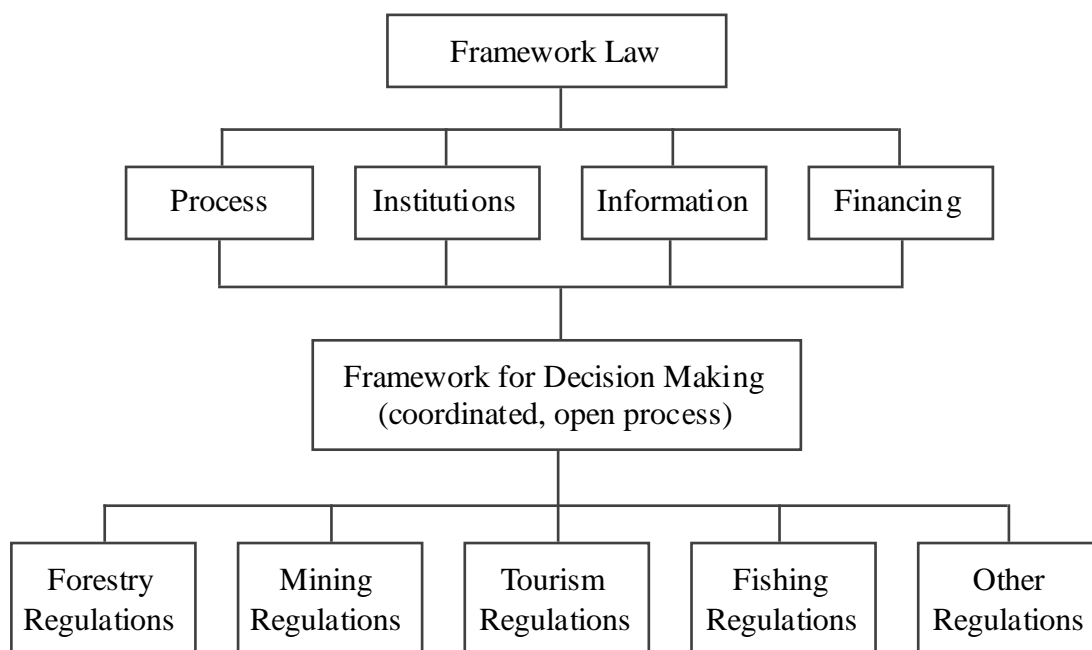 Framework Law
Process
Institutions
Information
Financing
Framework for Decision Making
(coordinated, open process)
Forestry
Regulations
Mining
Regulations
Tourism
Regulations
Fishing
Regulations
Other
Regulations